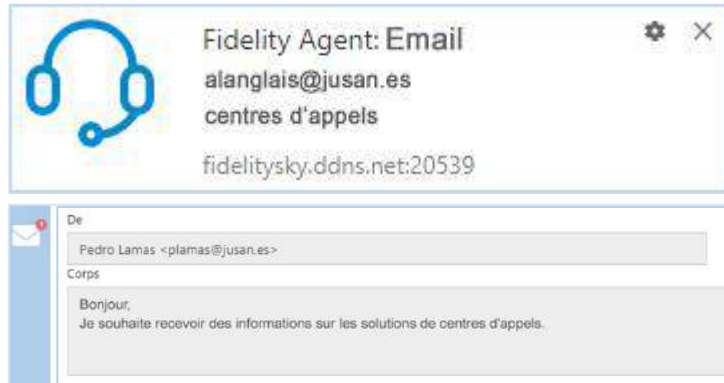 Fidelity Agent: Email
alanglais@jusan.es
centres d'appels
fidelitysky.ddns.net:20539
De
Pedro Lamas <plamas@jusan.es>
Corps
Bonjour,
Je souhaite recevoir des informations sur les solutions de centres d'appels.